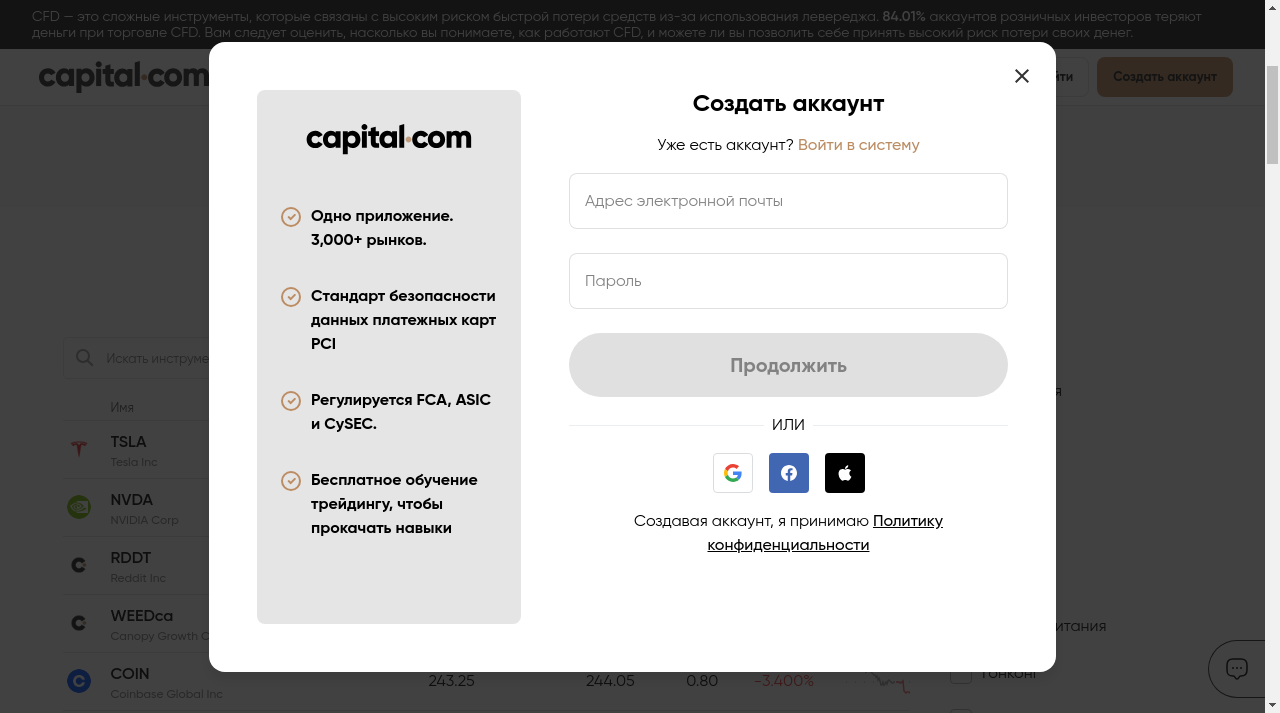 CFD — это сложные инструменты, которые связаны с высоким риском быстрой потери средств из-за использования левереджа. 84.01% аккаунтов розничных инвесторов теряют
деньги при торговле CFD. Вам следует оценить, насколько вы понимаете, как работают CFD, и можете ли вы позволить себе принять высокий риск потери своих денег.
capital.com
йти
Создать аккаунт
capital.com
Одно приложение.
3,000+ рынков.
Стандарт безопасности
данных платежных карт
PCI
Регулируется FCA, ASIC
и CySEC.
Бесплатное обучение
трейдингу, чтобы
прокачать навыки
Создать аккаунт
Уже есть аккаунт? Войти в систему
Адрес электронной почты
Пароль
Продолжить
ИЛИ
Создавая аккаунт, я принимаю Политику
конфиденциальности
Искать инструме
Имя
TSLA
Tesla Inc
NVDA
NVIDIA Corp
RDDT
Reddit Inc
WEEDca
Canopy Growth C
COIN
Coinbase Global Inc
243.25 244.05 0.80 -3.400%
я
итания
Гонконг